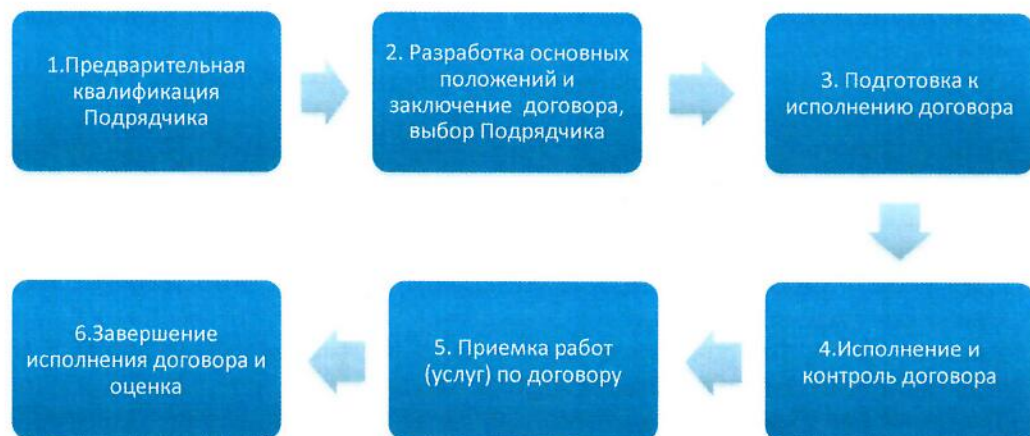 1.Предварительная
квалификация
Подрядчика
2. Разработка основных
положений и
заключение договора,
выбор Подрядчика
3. Подготовка к
исполнению договора
4.Исполнение и
контроль договора
5. Приемка работ
(услуг) по договору
6.Завершение
исполнения договора и
оценка